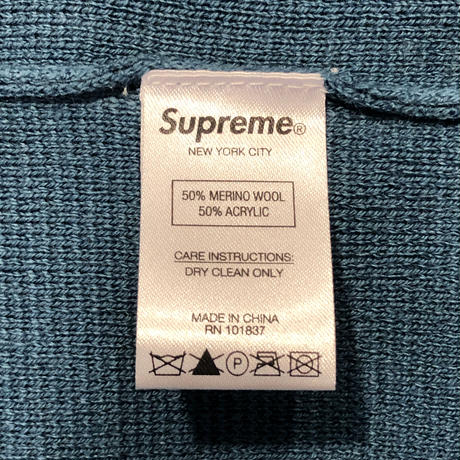 Supreme®
NEW YORK CITY
50% MERINO WOOL
50% ACRYLIC
CARE INSTRUCTIONS:
DRY CLEAN ONLY
MADE IN CHINA
RN 101837
P